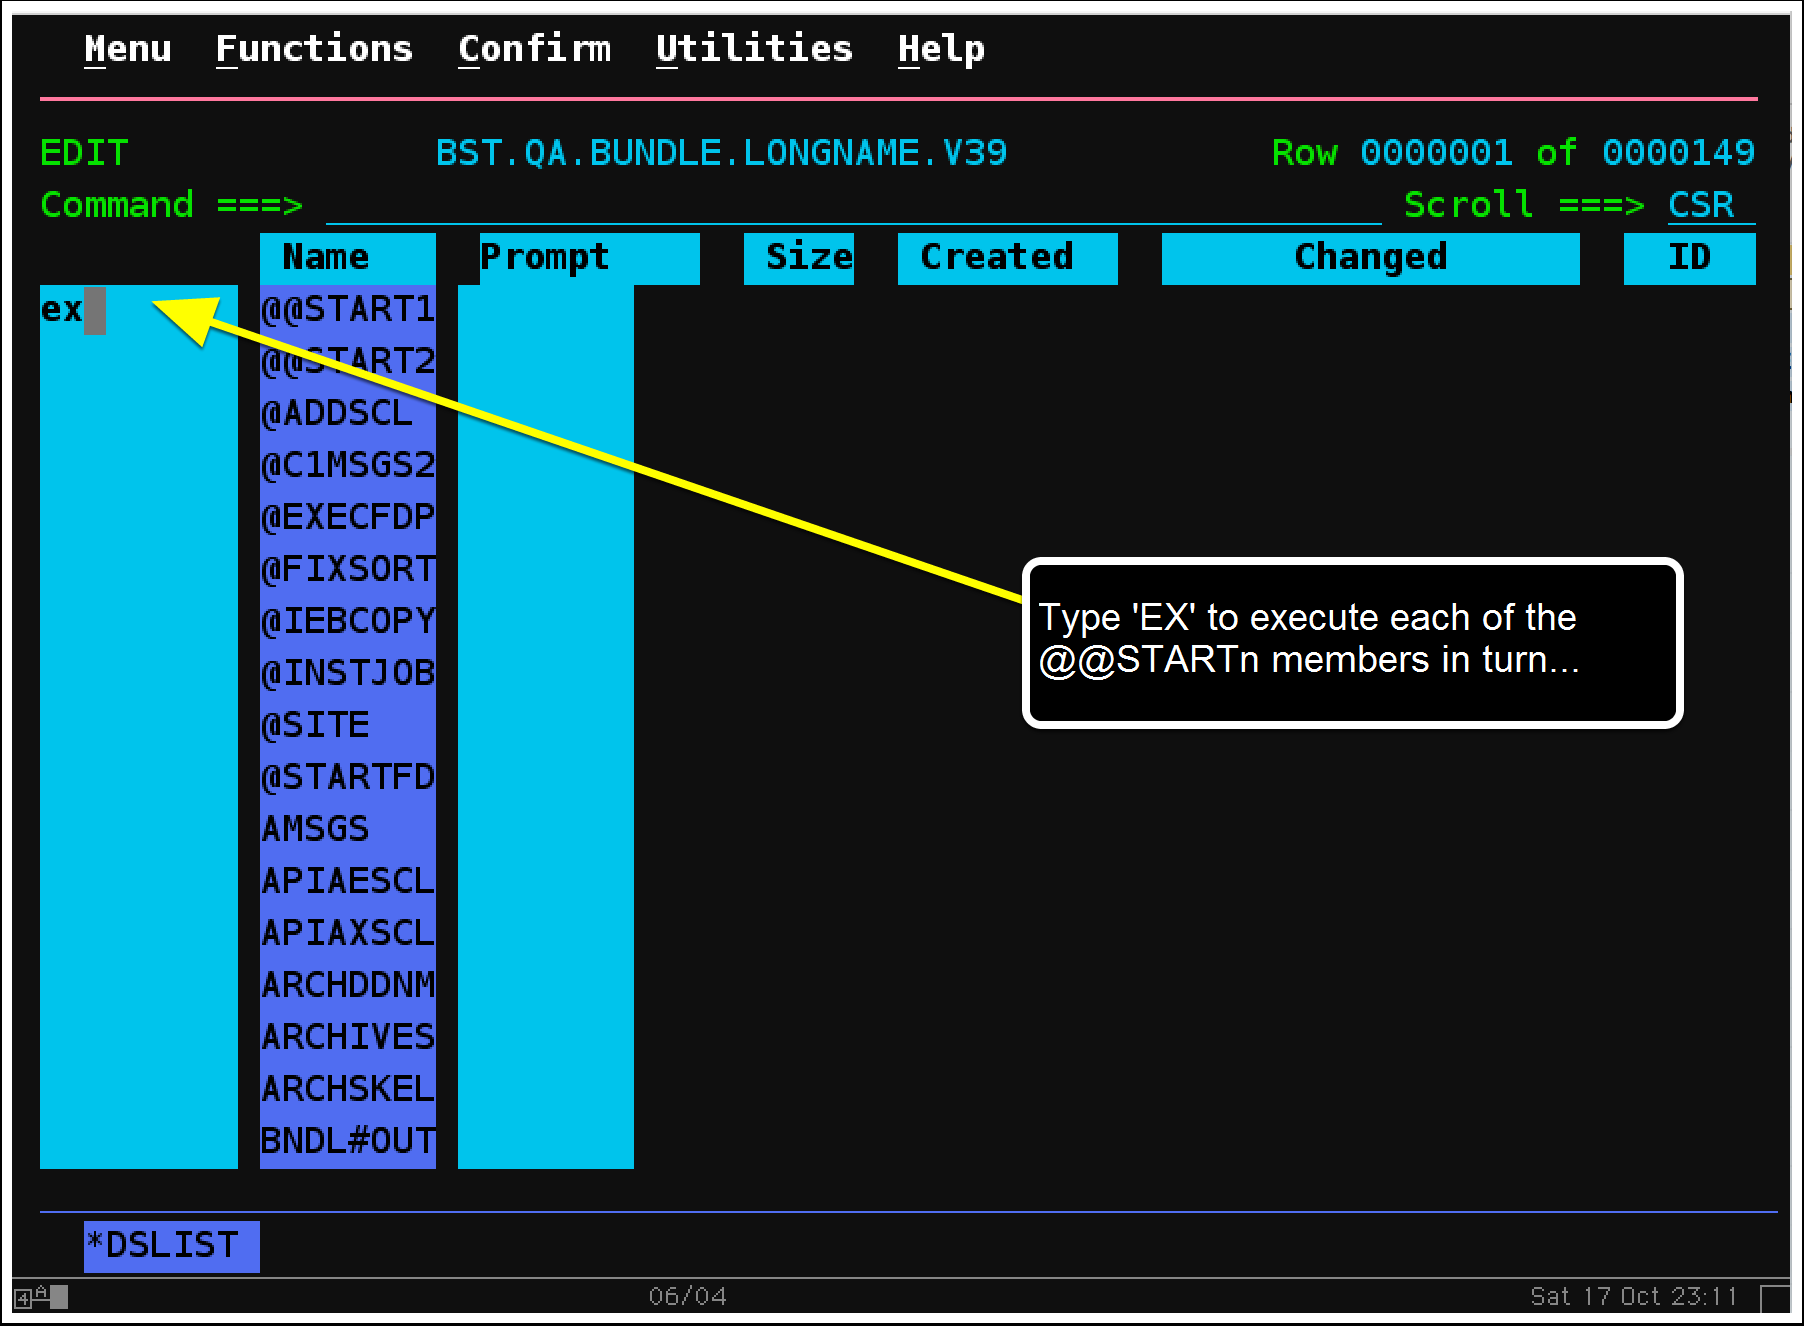 Menu Functions Confirm Utilities Help
EDIT BST.QA.BUNDLE.LONGNAME.V39 Row 0000001 of 0000149
Command ===> Scroll ===> CSR
Name Prompt Size Created Changed ID
ex @@START1
@@START2
@ADDSCL
@C1MSGS2
@EXECFDP
@FIXSORT
@IEBCOPY
@INSTJOB
@SITE
@STARTFD
AMSGS
APIAESCL
APIAXSCL
ARCHDDNM
ARCHIVES
ARCHSKEL
BNDL#OUT
Type 'EX' to execute each of the
@@STARTn members in turn...
*DSLIST
4 A 06/04 Sat 17 Oct 23:11